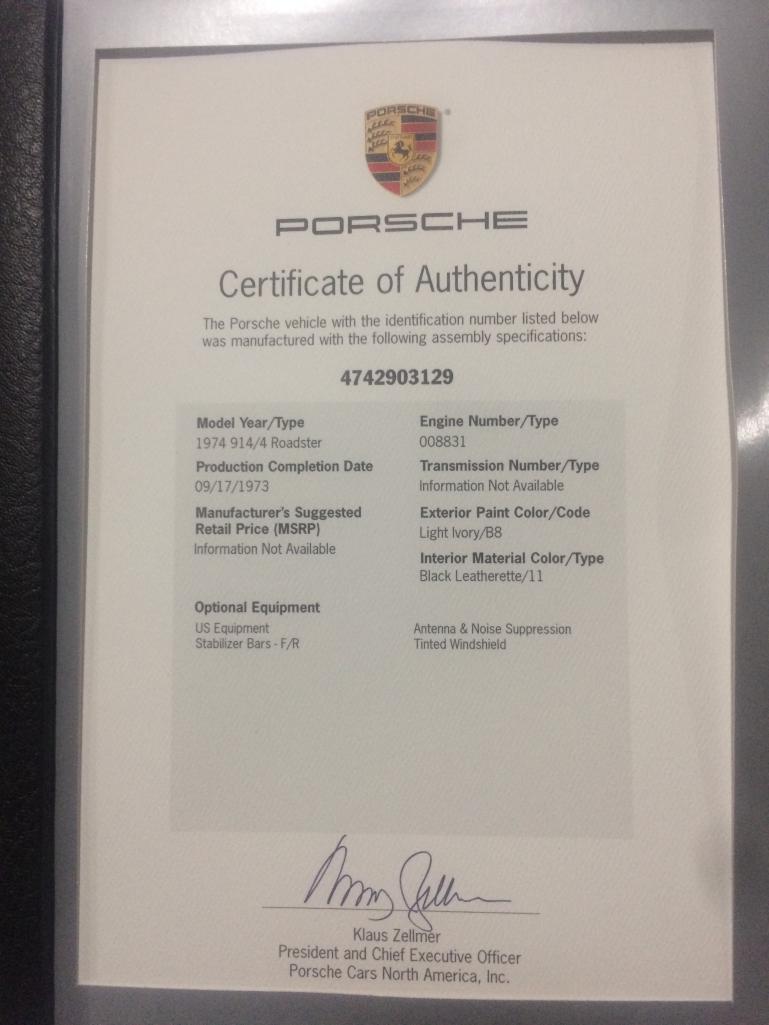 PORSCHE
PORSCHE
Certificate of Authenticity
The Porsche vehicle with the identification number listed below
was manufactured with the following assembly specifications:
4742903129
Model Year/Type
1974 914/4 Roadster
Production Completion Date
09/17/1973
Manufacturer's Suggested
Retail Price (MSRP)
Information Not Available
Engine Number/Type
008831
Transmission Number/Type
Information Not Available
Exterior Paint Color/Code
Light Ivory/B8
Interior Material Color/Type
Black Leatherette/11
Optional Equipment
US Equipment
Stabilizer Bars - F/R
Antenna & Noise Suppression
Tinted Windshield
Klaus Zellmer
President and Chief Executive Officer
Porsche Cars North America, Inc.